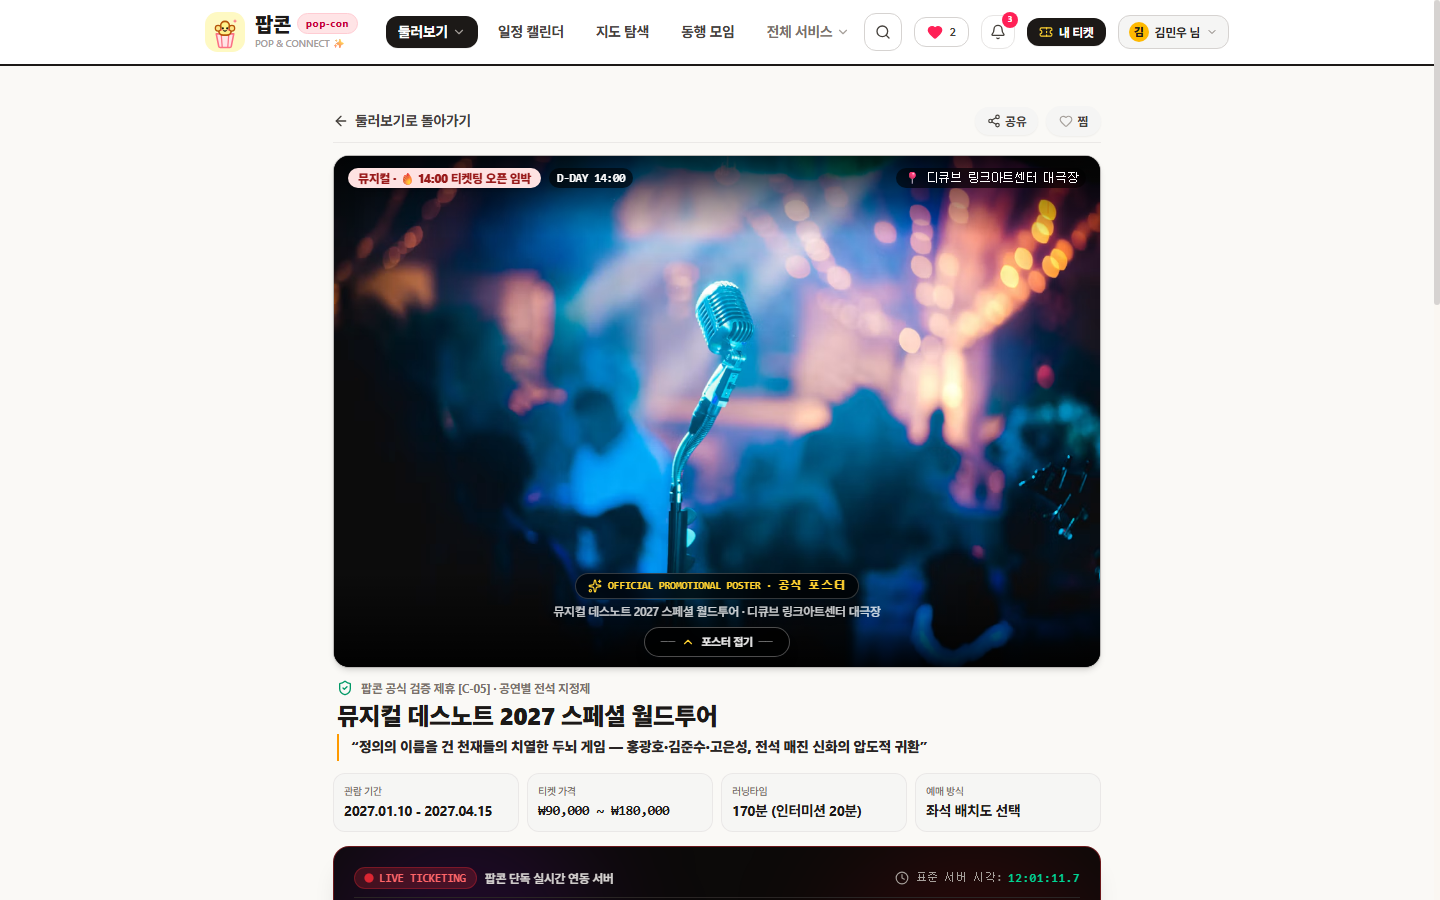 팝콘 pop-con
POP & CONNECT ✨
둘러보기
일정 캘린더
지도 탐색
동행 모임
전체 서비스
2
3
내 티켓
김 김민우 님
둘러보기로 돌아가기
공유
찜
뮤지컬 · 🔥 14:00 티켓팅 오픈 임박
D-DAY 14:00
📍 디큐브 링크아트센터 대극장
OFFICIAL PROMOTIONAL POSTER · 공식 포스터
뮤지컬 데스노트 2027 스페셜 월드투어 · 디큐브 링크아트센터 대극장
포스터 접기
팝콘 공식 검증 제휴 [C-05] · 공연별 전석 지정제
뮤지컬 데스노트 2027 스페셜 월드투어
“정의의 이름을 건 천재들의 치열한 두뇌 게임 — 홍광호·김준수·고은성, 전석 매진 신화의 압도적 귀환”
관람 기간
2027.01.10 - 2027.04.15
티켓 가격
₩90,000 ~ ₩180,000
러닝타임
170분 (인터미션 20분)
예매 방식
좌석 배치도 선택
LIVE TICKETING
팝콘 단독 실시간 연동 서버
표준 서버 시각: 12:01:11.7